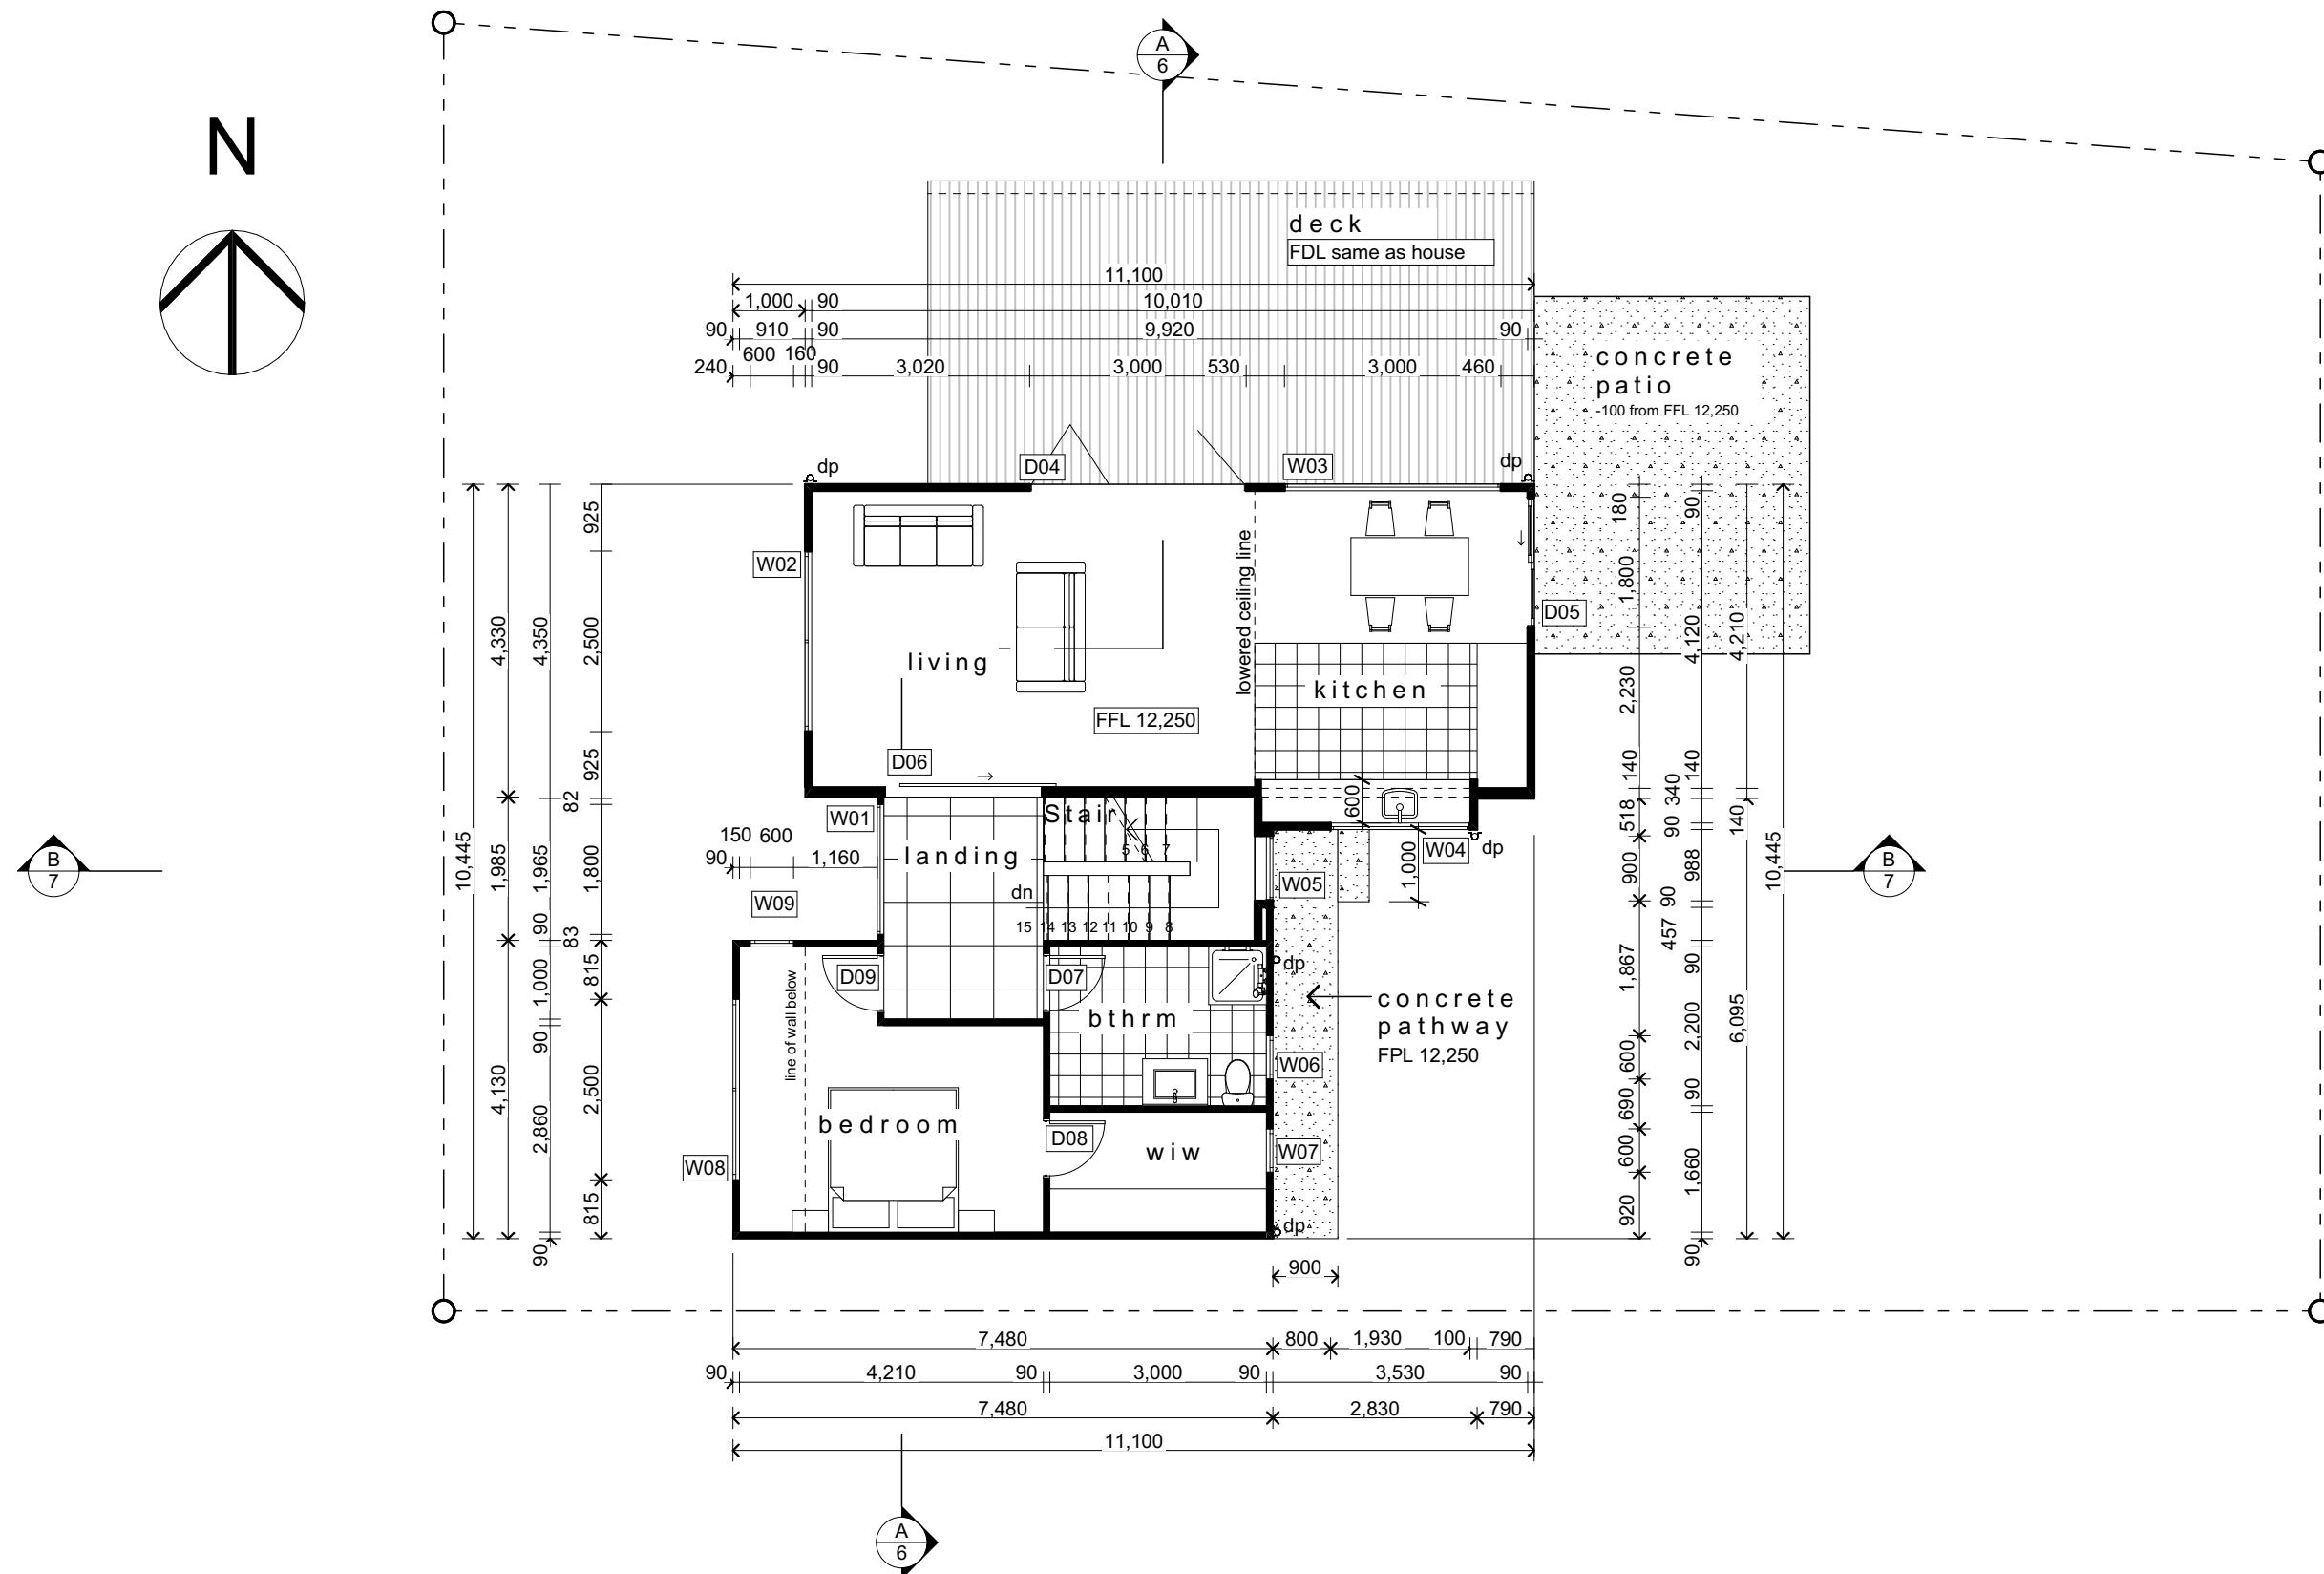 A
6
N
deck
FDL same as house
11,100
1,000 90 10,010
90 910 90 9,920 90
600 160
240 90 3,020 3,000 530 3,000 460
concrete
patio
-100 from FFL 12,250
dp
D04
W03
dp
925
180
90
W02
lowered ceiling line
1,800
D05
4,330
4,350
2,500
living
4,120
4,210
kitchen
2,230
FFL 12,250
925
D06
140
140
82
600
340
W01
Stair
518
140
150 600
90 1,160
5 6 7
90
W04
dp
B
7
10,445
1,985
1,965
1,800
landing
1,000
900
988
10,445
B
7
dn
W05
90
W09
15 14 13 12 11 10 9 8
457
90
83
815
D09
D07
dp
1,867
90
1,000
line of wall below
concrete
pathway
FPL 12,250
bthrm
90
6,095
2,200
W06
600
4,130
2,500
2,860
bedroom
D08
690
90
wiw
W07
W08
600
1,660
815
920
dp
90
90
900
7,480 800 1,930 100 790
90 4,210 90 3,000 90 3,530 90
7,480 2,830 790
11,100
A
6